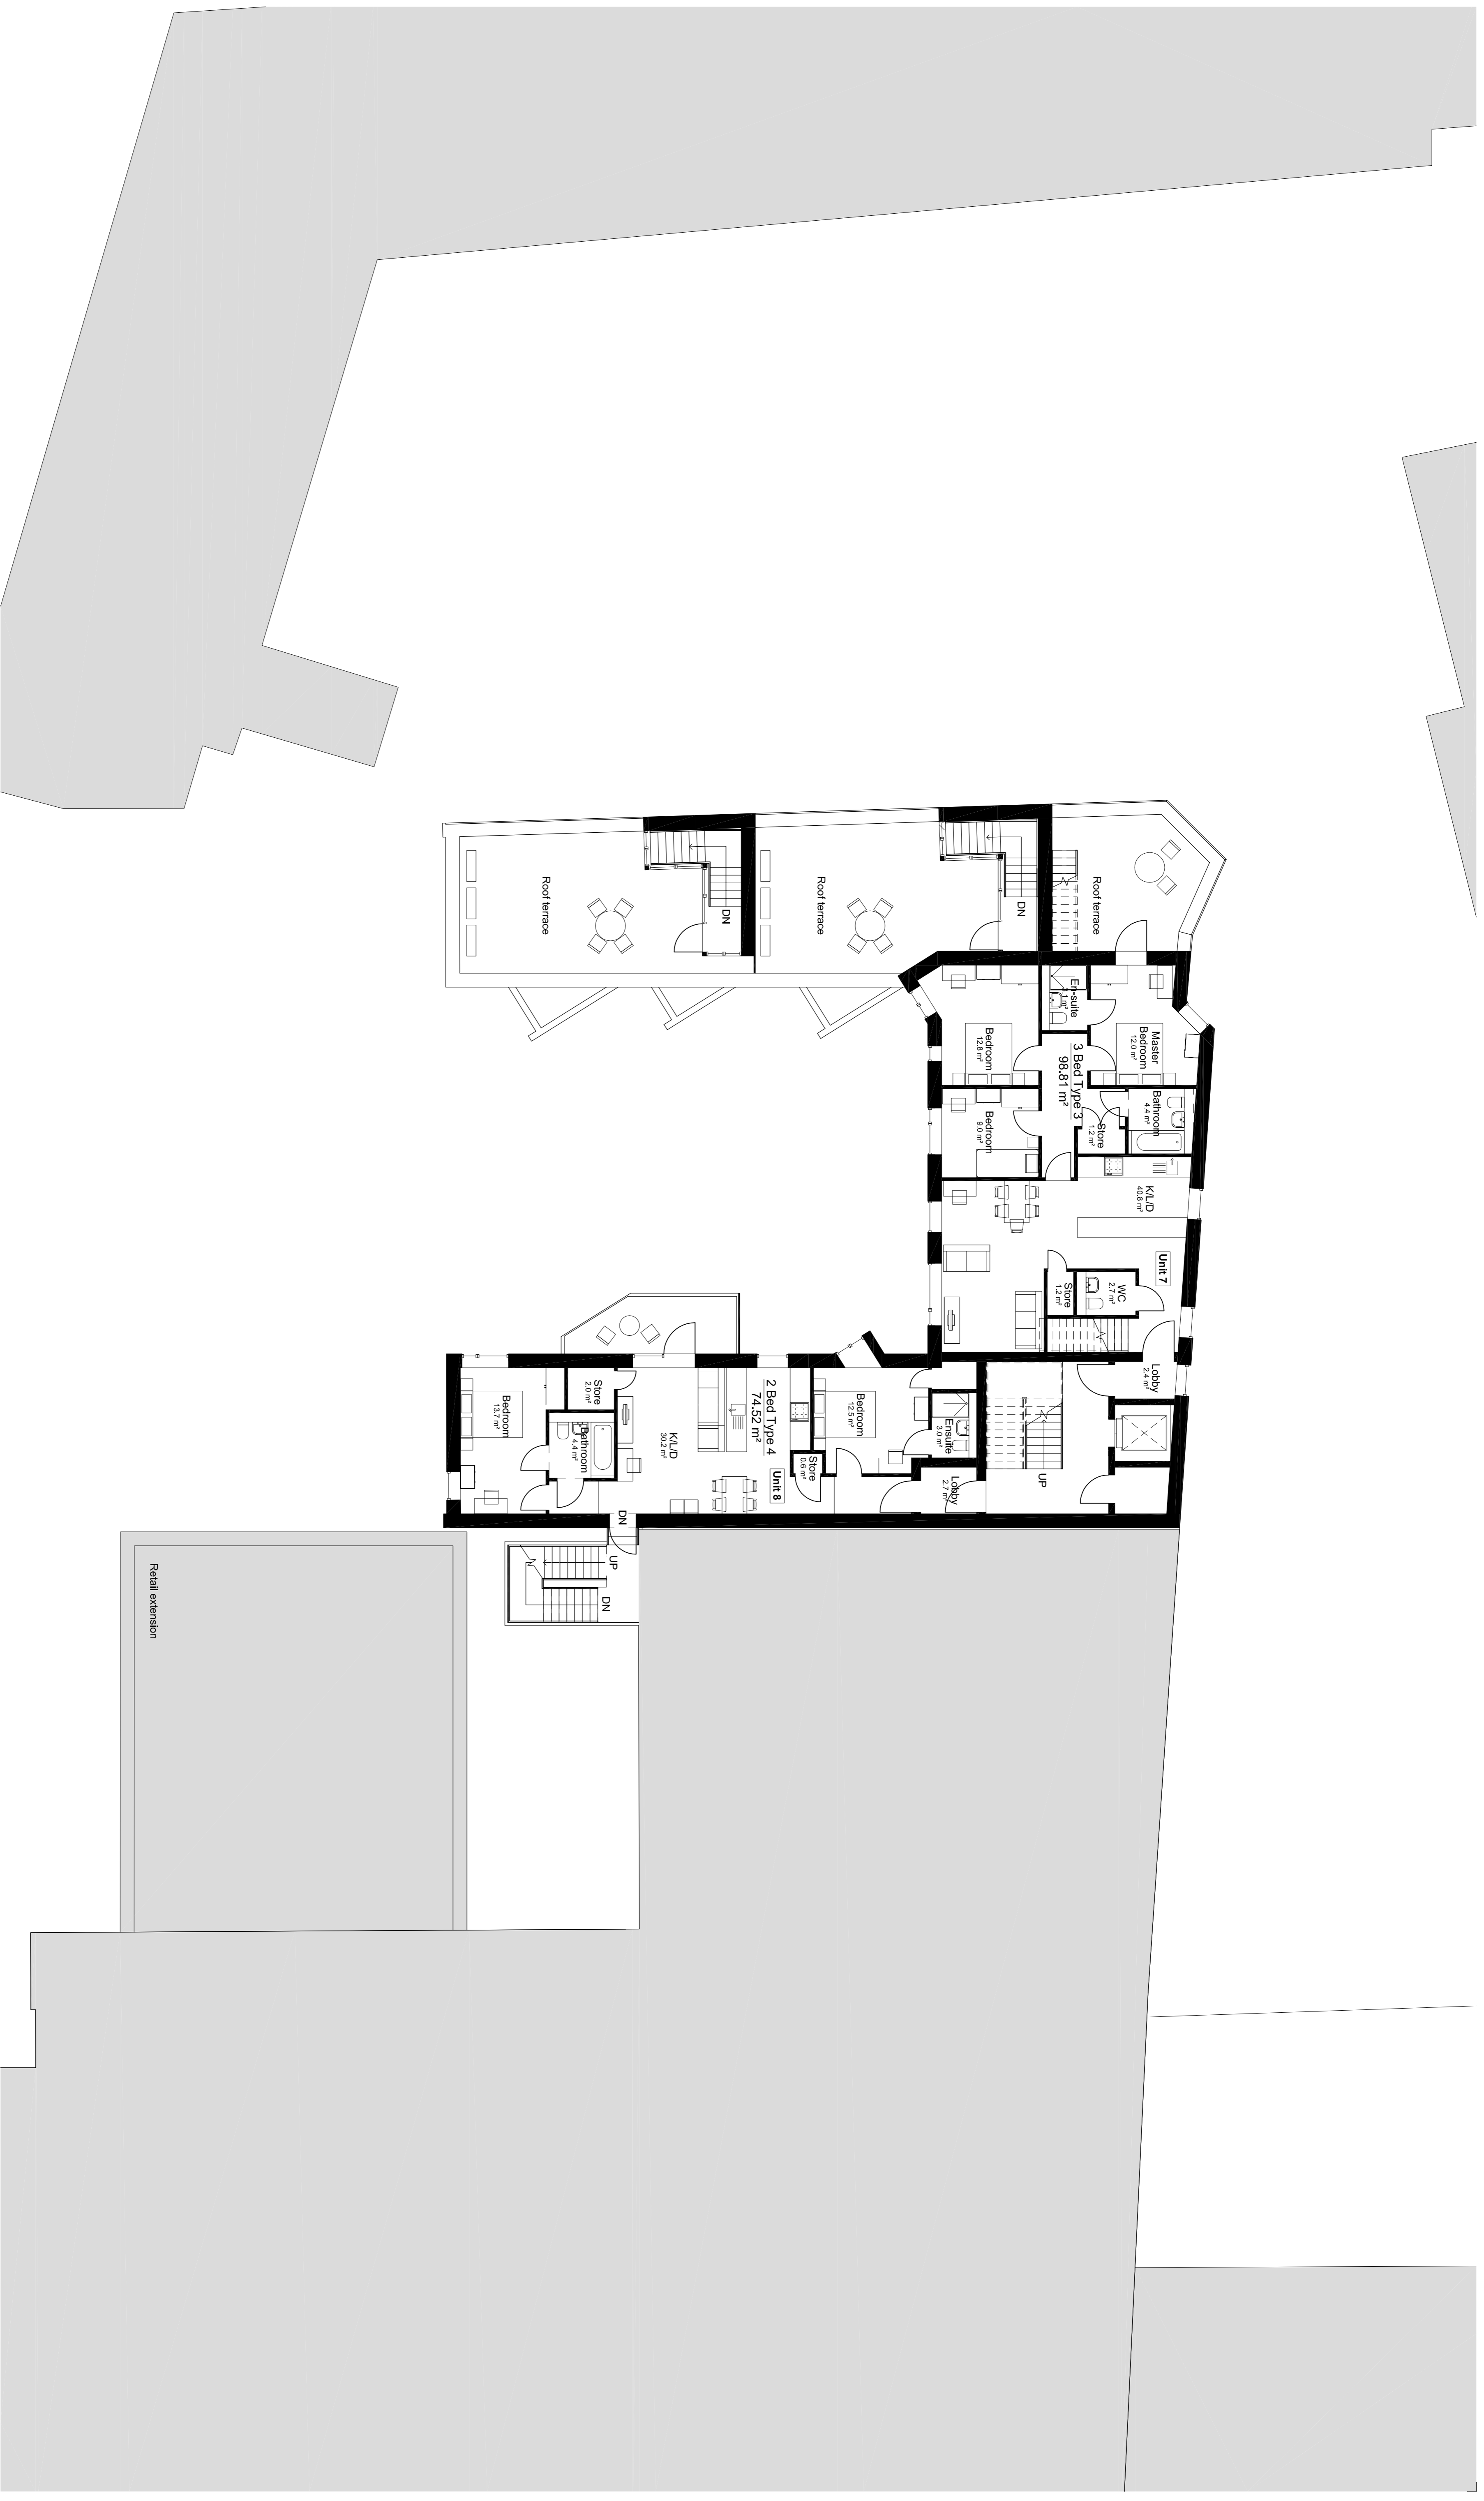 Roof terrace
DN
Roof terrace
DN
Roof terrace
En-suite
3.1 m²
Master
Bedroom
12.0 m²
Bedroom
12.8 m²
3 Bed Type 3
98.81 m²
Bathroom
4.4 m²
Store
1.2 m²
Bedroom
9.0 m²
K/L/D
40.8 m²
Unit 7
WC
2.7 m²
Store
1.2 m²
Lobby
2.4 m²
UP
Ensuite
3.0 m²
Bedroom
12.5 m²
Lobby
2.7 m²
Store
0.6 m²
2 Bed Type 4
74.52 m²
Unit 8
K/L/D
30.2 m²
Store
2.0 m²
Bathroom
4.4 m²
Bedroom
13.7 m²
DN
UP
DN
Retail extension